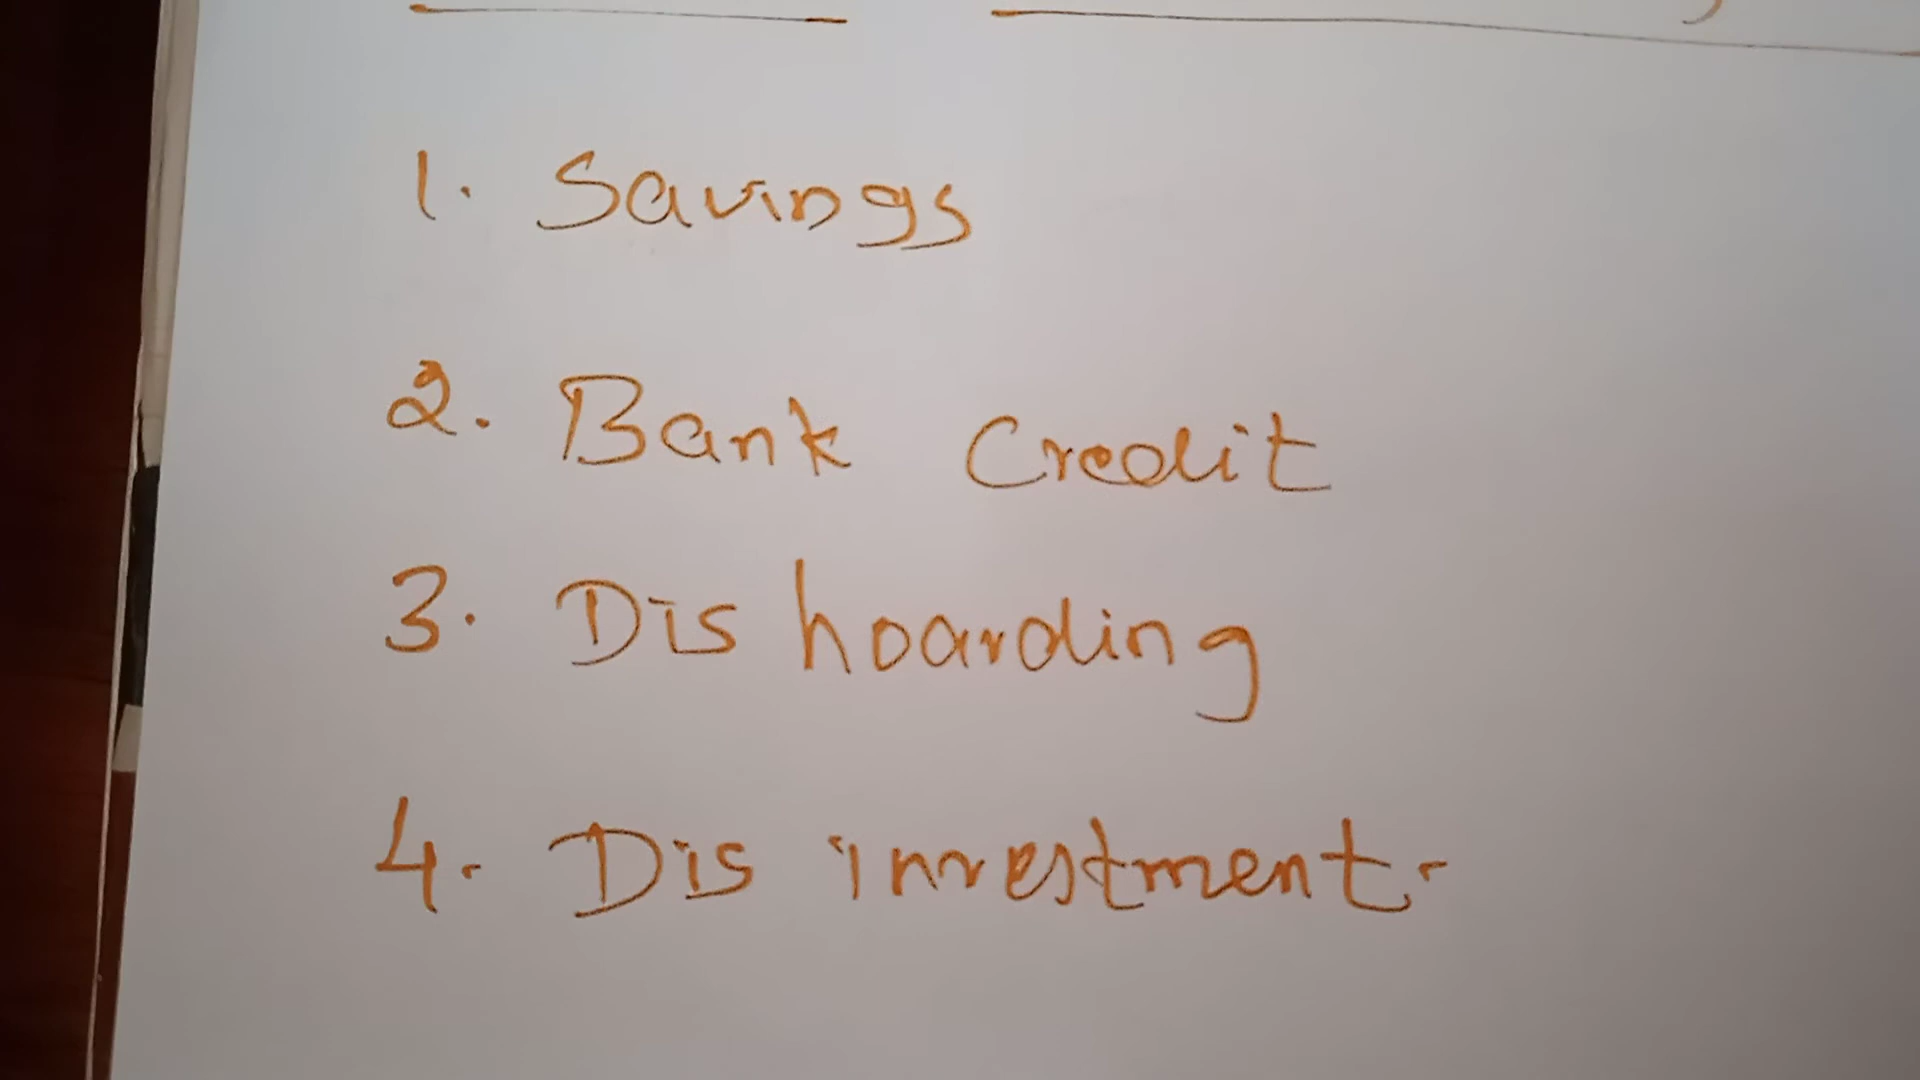 1. Savings
2. Bank Credit
3. Dis hoarding
4. Dis investment.